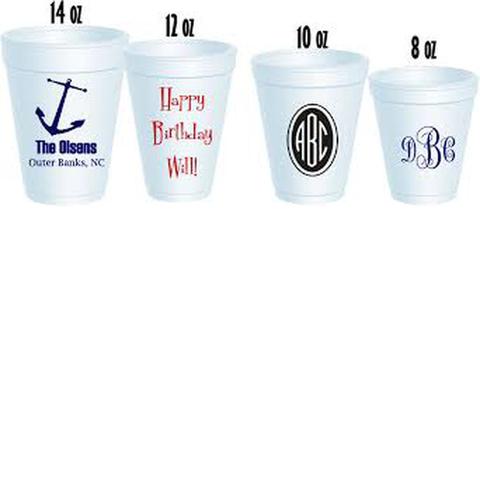 14 oz
12 oz
10 oz
8 oz
The Olsens
Outer Banks, NC
Happy
Birthday
Will!
ABC
DBC